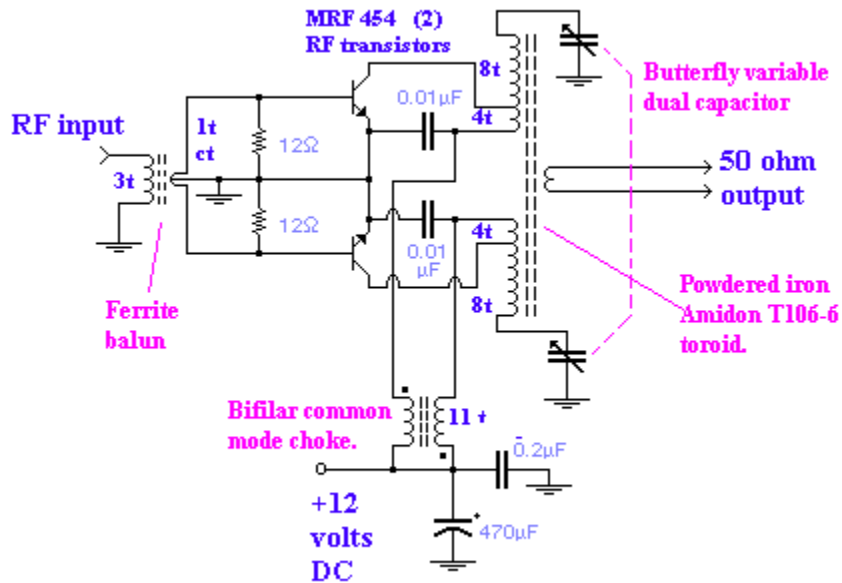 MRF 454 (2)
RF transistors
8t
Butterfly variable
dual capacitor
0.01µF
4t
RF input
1t
ct
12Ω
3t
50 ohm
output
12Ω
4t
0.01
µF
8t
Ferrite
balun
Powdered iron
Amidon T106-6
toroid.
Bifilar common
mode choke.
11 t
0.2µF
+12
volts
DC
+
470µF